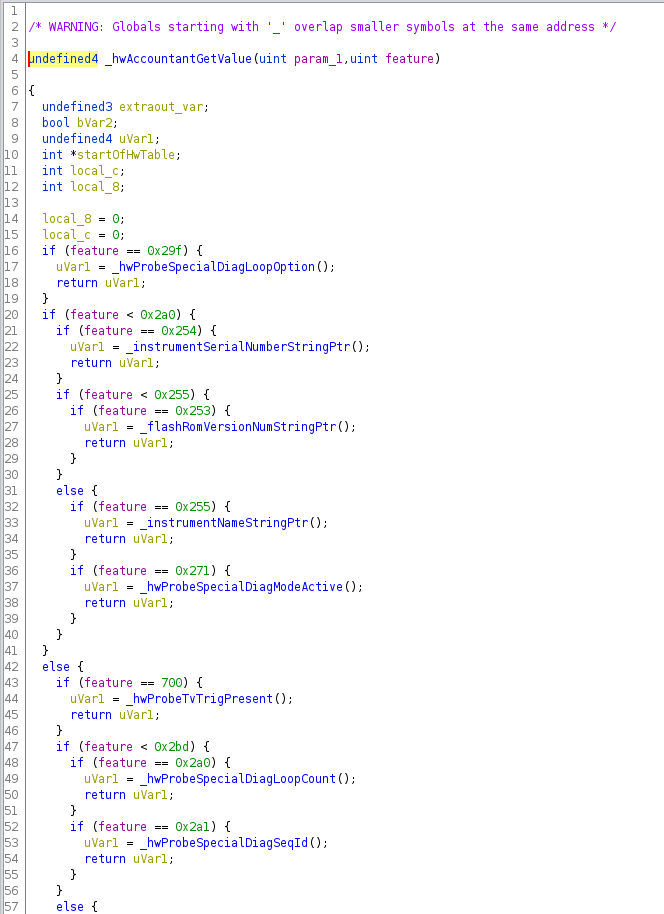 1
2 /* WARNING: Globals starting with '_' overlap smaller symbols at the same address */
3
4 undefined4 _hwAccountantGetValue(uint param_1,uint feature)
5
6 {
7   undefined3 extraout_var;
8   bool bVar2;
9   undefined4 uVar1;
10   int *startOfHwTable;
11   int local_c;
12   int local_8;
13
14   local_8 = 0;
15   local_c = 0;
16   if (feature == 0x29f) {
17     uVar1 = _hwProbeSpecialDiagLoopOption();
18     return uVar1;
19   }
20   if (feature < 0x2a0) {
21     if (feature == 0x254) {
22       uVar1 = _instrumentSerialNumberStringPtr();
23       return uVar1;
24     }
25     if (feature < 0x255) {
26       if (feature == 0x253) {
27         uVar1 = _flashRomVersionNumStringPtr();
28         return uVar1;
29       }
30     }
31     else {
32       if (feature == 0x255) {
33         uVar1 = _instrumentNameStringPtr();
34         return uVar1;
35       }
36       if (feature == 0x271) {
37         uVar1 = _hwProbeSpecialDiagModeActive();
38         return uVar1;
39       }
40     }
41   }
42   else {
43     if (feature == 700) {
44       uVar1 = _hwProbeTvTrigPresent();
45       return uVar1;
46     }
47     if (feature < 0x2bd) {
48       if (feature == 0x2a0) {
49         uVar1 = _hwProbeSpecialDiagLoopCount();
50         return uVar1;
51       }
52       if (feature == 0x2a1) {
53         uVar1 = _hwProbeSpecialDiagSeqId();
54         return uVar1;
55       }
56     }
57     else {